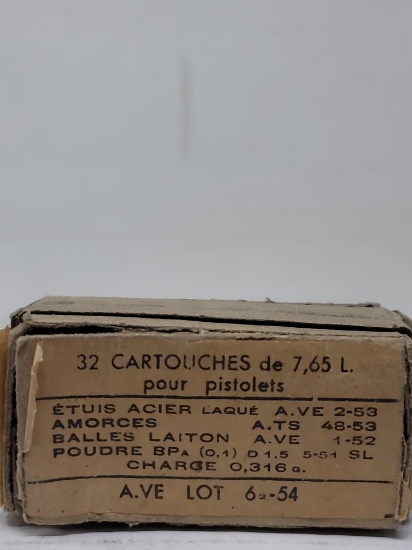 32 CARTOUCHES de 7,65 L.
pour pistolets
ÉTUIS ACIER LAQUÉ A.VE 2-53
AMORCES A.TS 48-53
BALLES LAITON A.VE 1-52
POUDRE BPA (0,1) D 1,5 5-51 SL
CHARGE 0,316 G.
A.VE LOT 62-54